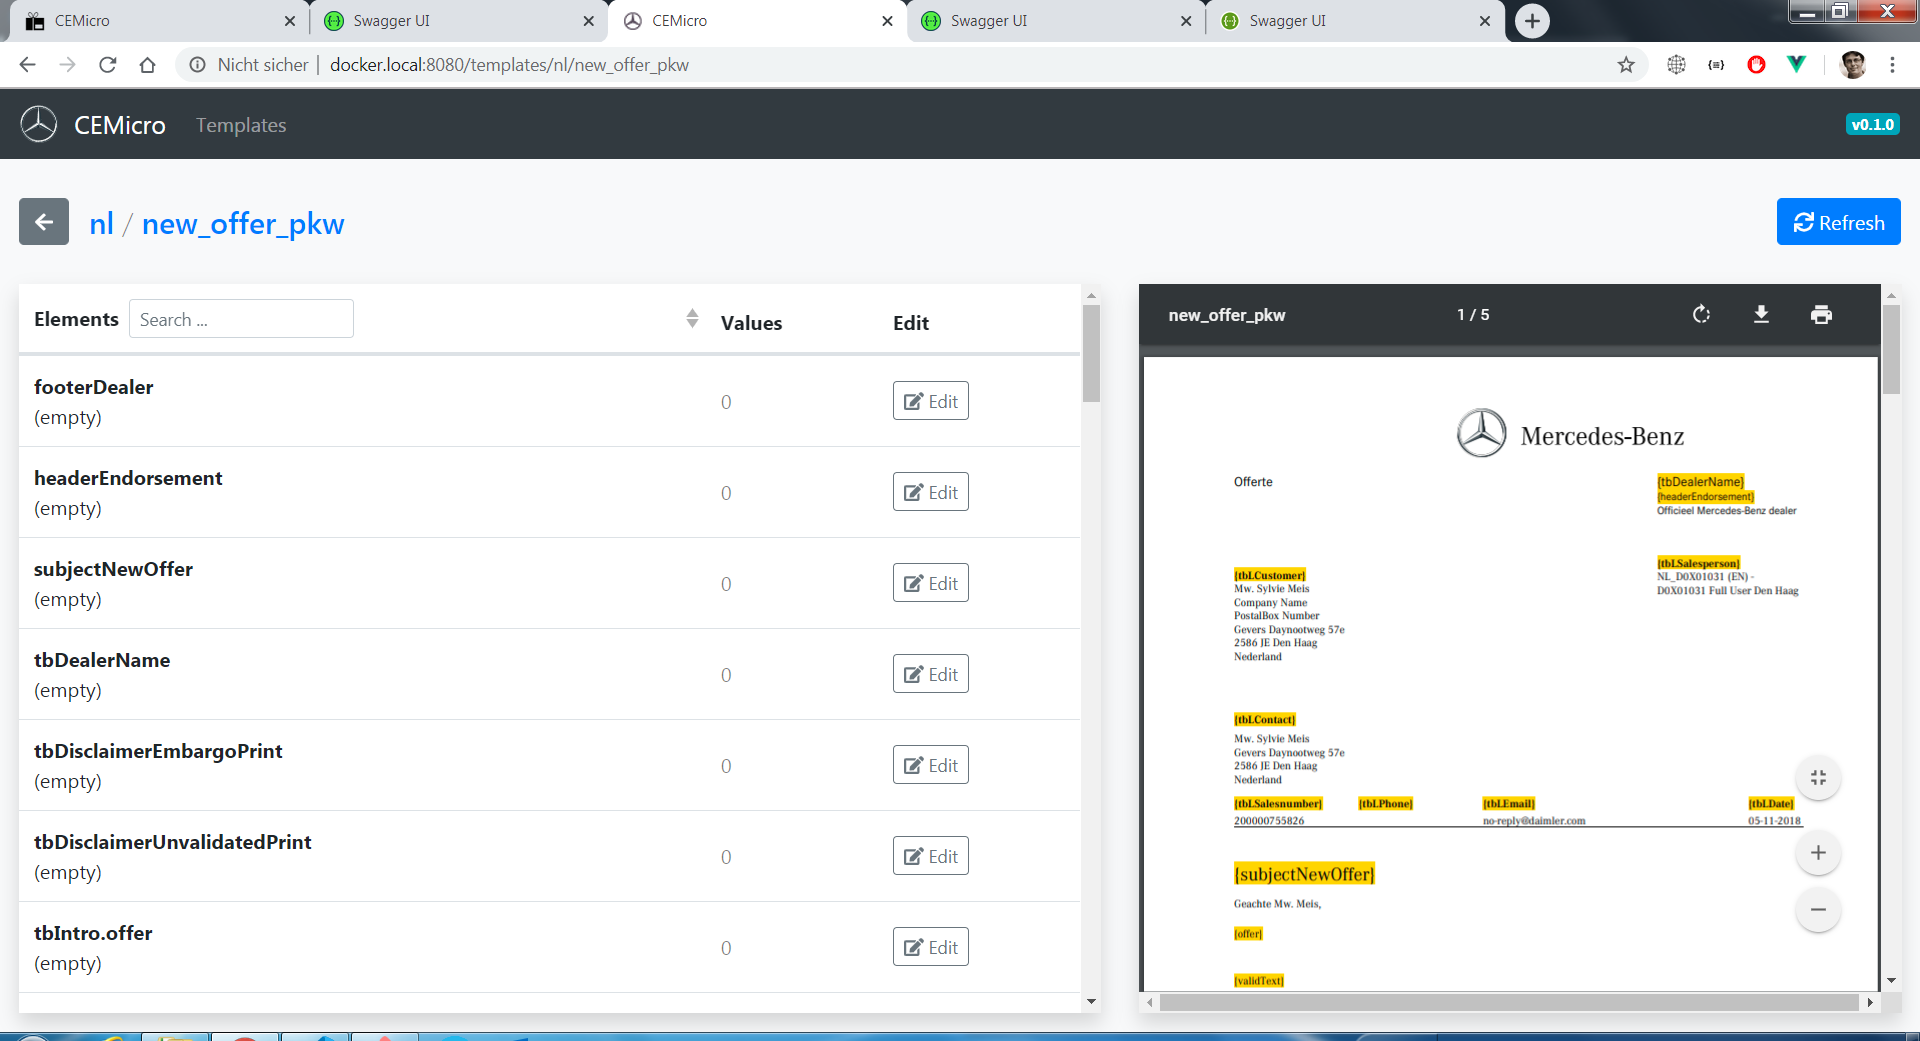 CEMicro
Swagger UI
CEMicro
Swagger UI
Swagger UI
Nicht sicher | docker.local:8080/templates/nl/new_offer_pkw
CEMicro Templates v0.1.0
nl / new_offer_pkw
Refresh
Elements Search ... Values Edit
footerDealer
(empty)
0 Edit
headerEndorsement
(empty)
0 Edit
subjectNewOffer
(empty)
0 Edit
tbDealerName
(empty)
0 Edit
tbDisclaimerEmbargoPrint
(empty)
0 Edit
tbDisclaimerUnvalidatedPrint
(empty)
0 Edit
tbIntro.offer
(empty)
0 Edit
new_offer_pkw 1 / 5
Mercedes-Benz
Offerte
{tbDealerName}
{headerEndorsement}
Officieel Mercedes-Benz dealer
{tbLSalesperson}
NL_D0X01031 (EN) -
D0X01031 Full User Den Haag
{tbLCustomer}
Mw. Sylvie Meis
Company Name
PostalBox Number
Gevers Daynootweg 57e
2586 JE Den Haag
Nederland
{tbLContact}
Mw. Sylvie Meis
Gevers Daynootweg 57e
2586 JE Den Haag
Nederland
{tbLSalesnumber} {tbLPhone} {tbLEmail} {tbLDate}
200000755826 no-reply@daimler.com 05-11-2018
{subjectNewOffer}
Geachte Mw. Meis,
{offer}
{validText}